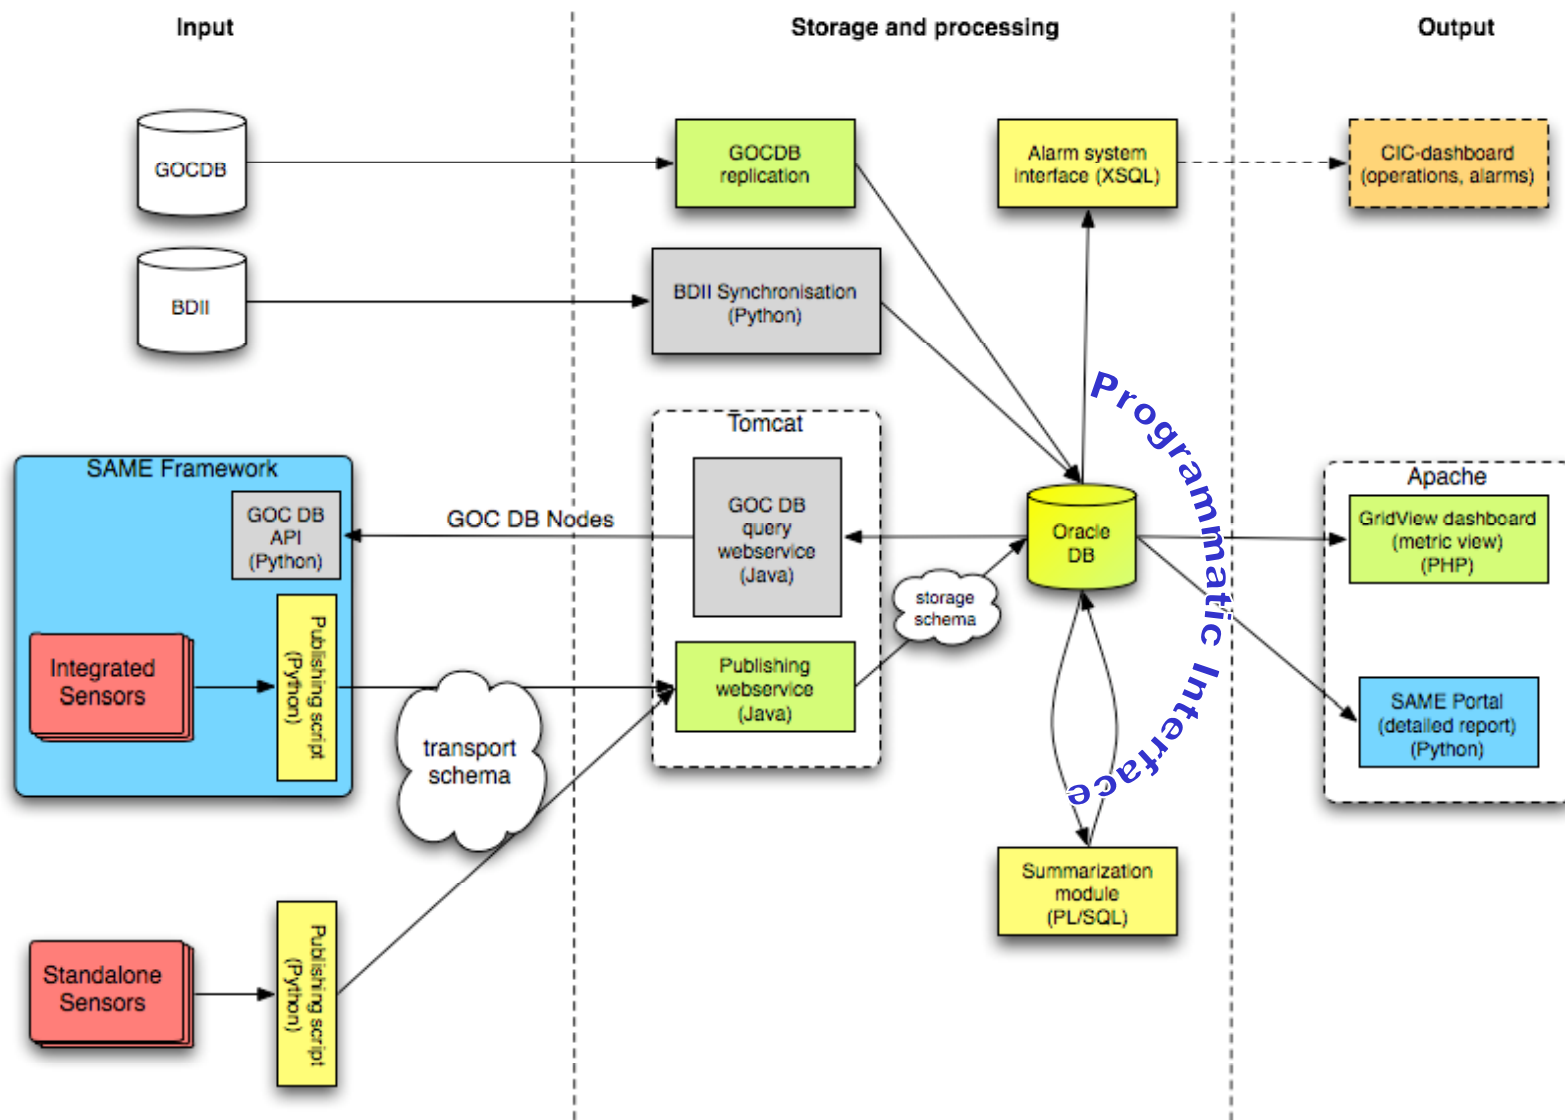 Input
Storage and processing
Output
GOCDB
GOCDB
replication
Alarm system
interface (XSQL)
CIC-dashboard
(operations, alarms)
BDII
BDII Synchronisation
(Python)
Programmatic Interface
Tomcat
SAME Framework
GOC DB
API
(Python)
GOC DB Nodes
GOC DB
query
webservice
(Java)
Oracle
DB
Apache
GridView dashboard
(metric view)
(PHP)
storage
schema
Integrated
Sensors
Publishing script
(Python)
transport
schema
Publishing
webservice
(Java)
SAME Portal
(detailed report)
(Python)
Summarization
module
(PL/SQL)
Standalone
Sensors
Publishing script
(Python)